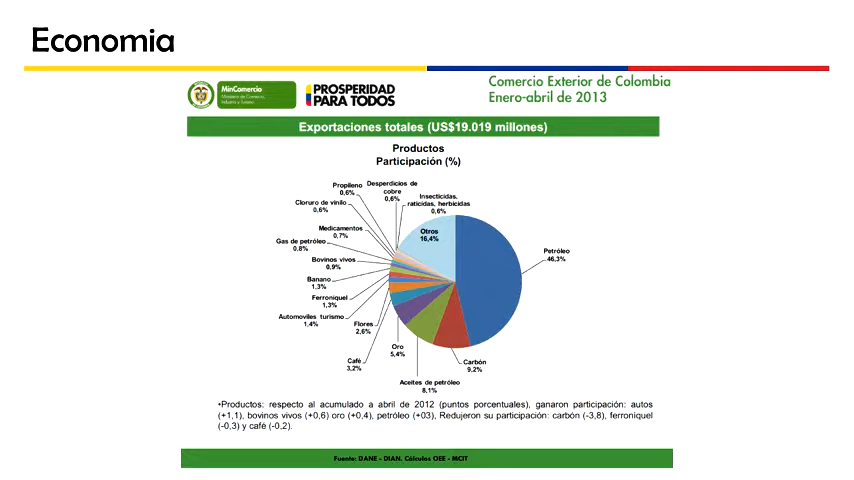 Economia
MinComercio
Ministerio de Comercio,
Industria y Turismo
PROSPERIDAD
PARA TODOS
Comercio Exterior de Colombia
Enero-abril de 2013
Exportaciones totales (US$19.019 millones)
Productos
Participación (%)
Propileno
0,6%
Desperdicios de
cobre
0,6%
Insecticidas,
raticidas, herbicidas
0,6%
Cloruro de vinilo
0,6%
Medicamentos
0,7%
Otros
16,4%
Gas de petróleo
0,8%
Petróleo
46,3%
Bovinos vivos
0,9%
Banano
1,3%
Ferroniquel
1,3%
Automoviles turismo
1,4%
Flores
2,6%
Oro
5,4%
Café
3,2%
Carbón
9,2%
Aceites de petróleo
8,1%
•Productos: respecto al acumulado a abril de 2012 (puntos porcentuales), ganaron participación: autos
(+1,1), bovinos vivos (+0,6) oro (+0,4), petróleo (+03), Redujeron su participación: carbón (-3,8), ferroníquel
(-0,3) y café (-0,2).
Fuente: DANE - DIAN. Cálculos OEE - MCIT